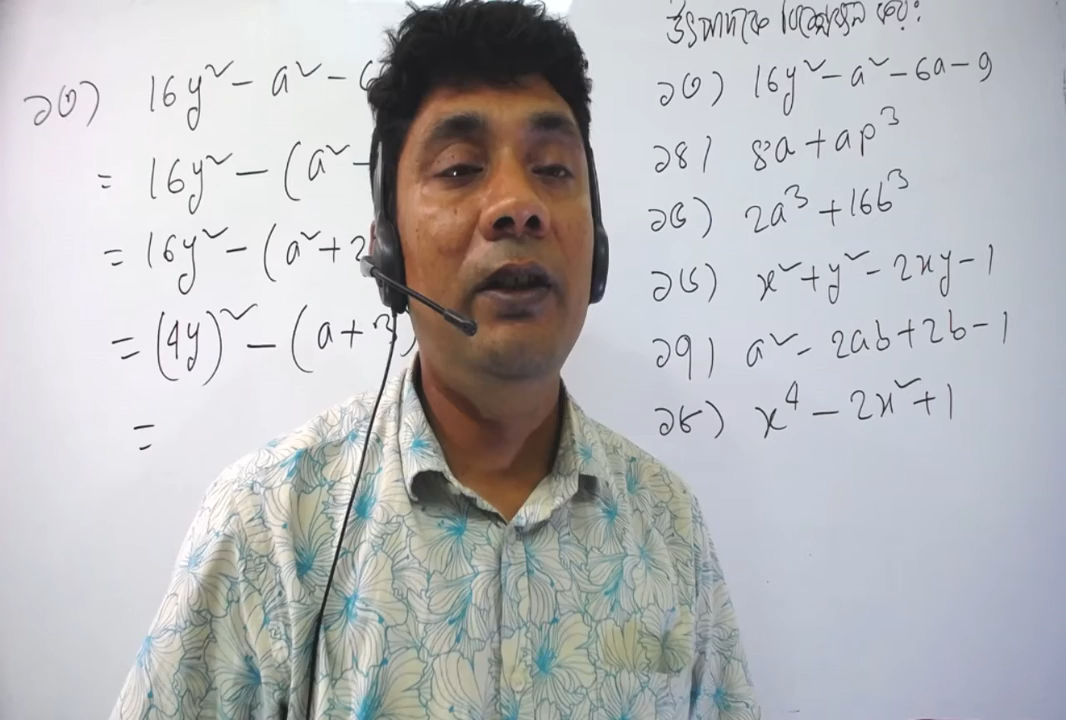 ২৩) 16y² − a² − 6
= 16y² − (a² −
= 16y² − (a² + 2
= (4y)² − (a + 3)
=
উৎপাদকে বিশ্লেষণ কর:
২৩) 16y² − a² − 6a − 9
২৪) 8a + ap³
২৫) 2a³ + 16b³
২৬) x² + y² − 2xy − 1
২৭) a² − 2ab + 2b − 1
২৮) x⁴ − 2x² + 1